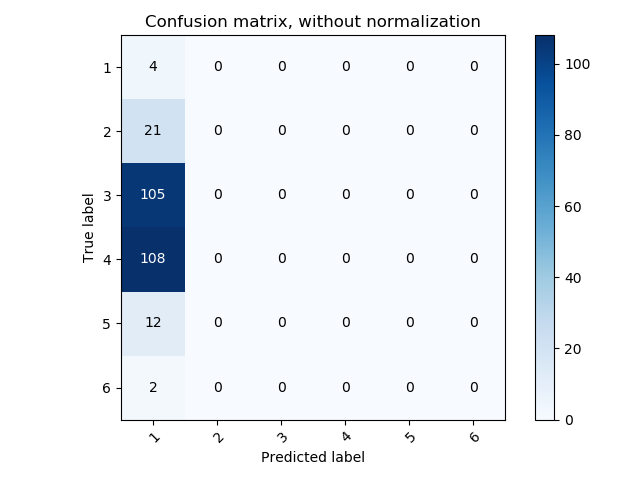 Confusion matrix, without normalization
1 4 0 0 0 0 0
2 21 0 0 0 0 0
3 105 0 0 0 0 0
4 108 0 0 0 0 0
5 12 0 0 0 0 0
6 2 0 0 0 0 0
1 2 3 4 5 6
True label
Predicted label
100
80
60
40
20
0